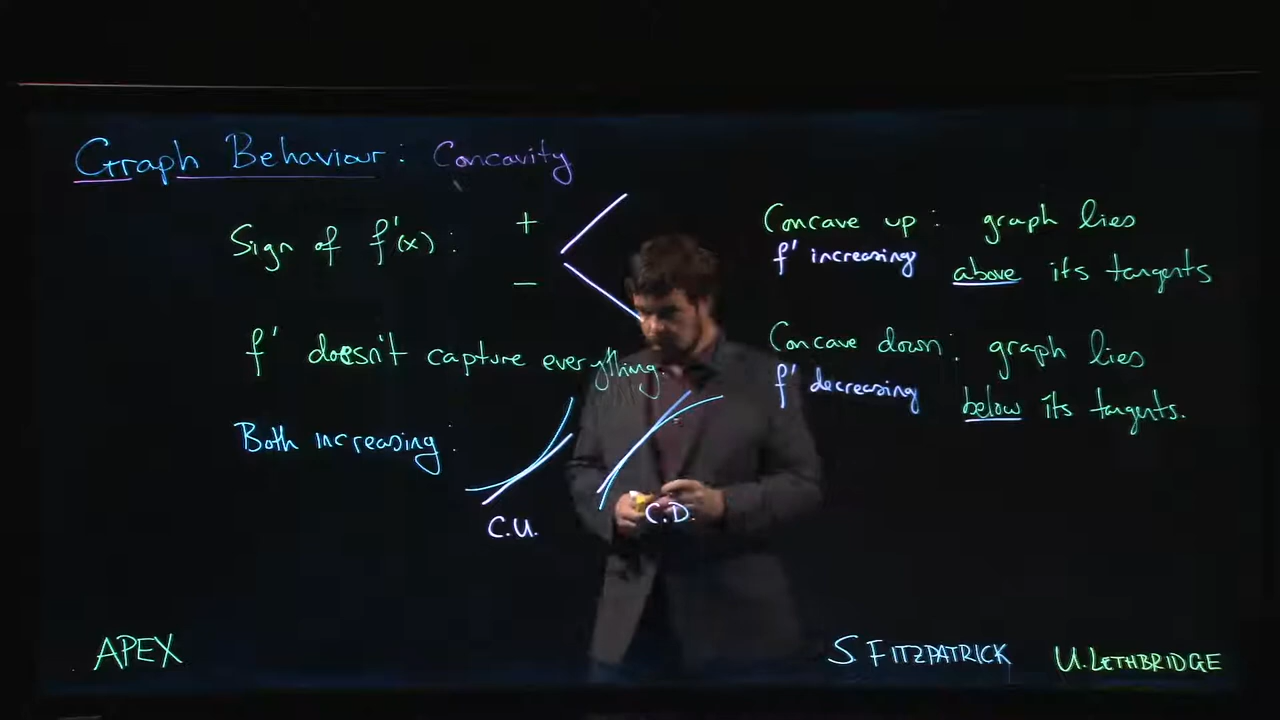 Graph Behaviour: Concavity
Sign of f'(x): +
−
f' doesn't capture everything.
Both increasing:
C.U.
C.D.
Concave up: graph lies
f' increasing
above its tangents
Concave down: graph lies
f' decreasing
below its tangents.
APEX
S FITZPATRICK
U. LETHBRIDGE